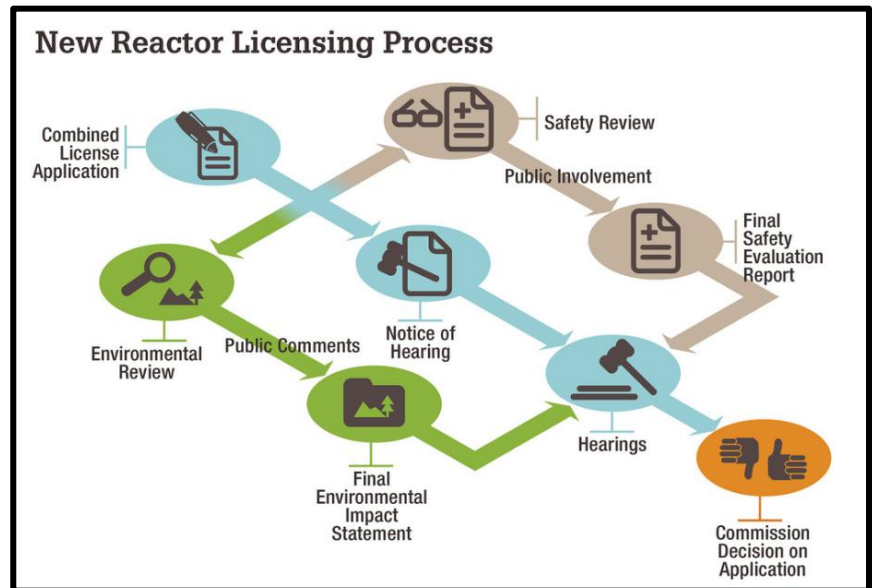 New Reactor Licensing Process
Combined
License
Application
Safety Review
Public Involvement
Final
Safety
Evaluation
Report
Environmental
Review
Public Comments
Notice of
Hearing
Hearings
Final
Environmental
Impact
Statement
Commission
Decision on
Application